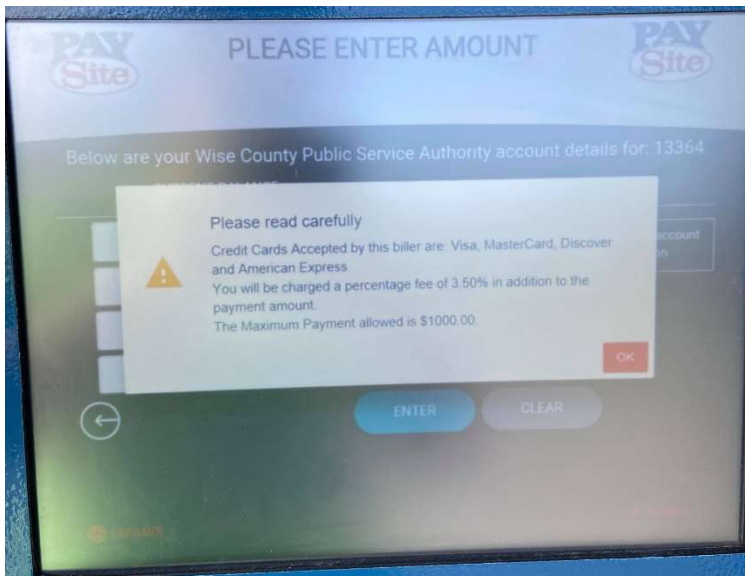 PAY
Site
PLEASE ENTER AMOUNT
PAY
Site
Below are your Wise County Public Service Authority account details for: 13364
CURRENT BALANCE
Please read carefully
Credit Cards Accepted by this biller are: Visa, MasterCard, Discover
and American Express
You will be charged a percentage fee of 3.50% in addition to the
payment amount.
The Maximum Payment allowed is $1000.00.
account
OK
ENTER
CLEAR